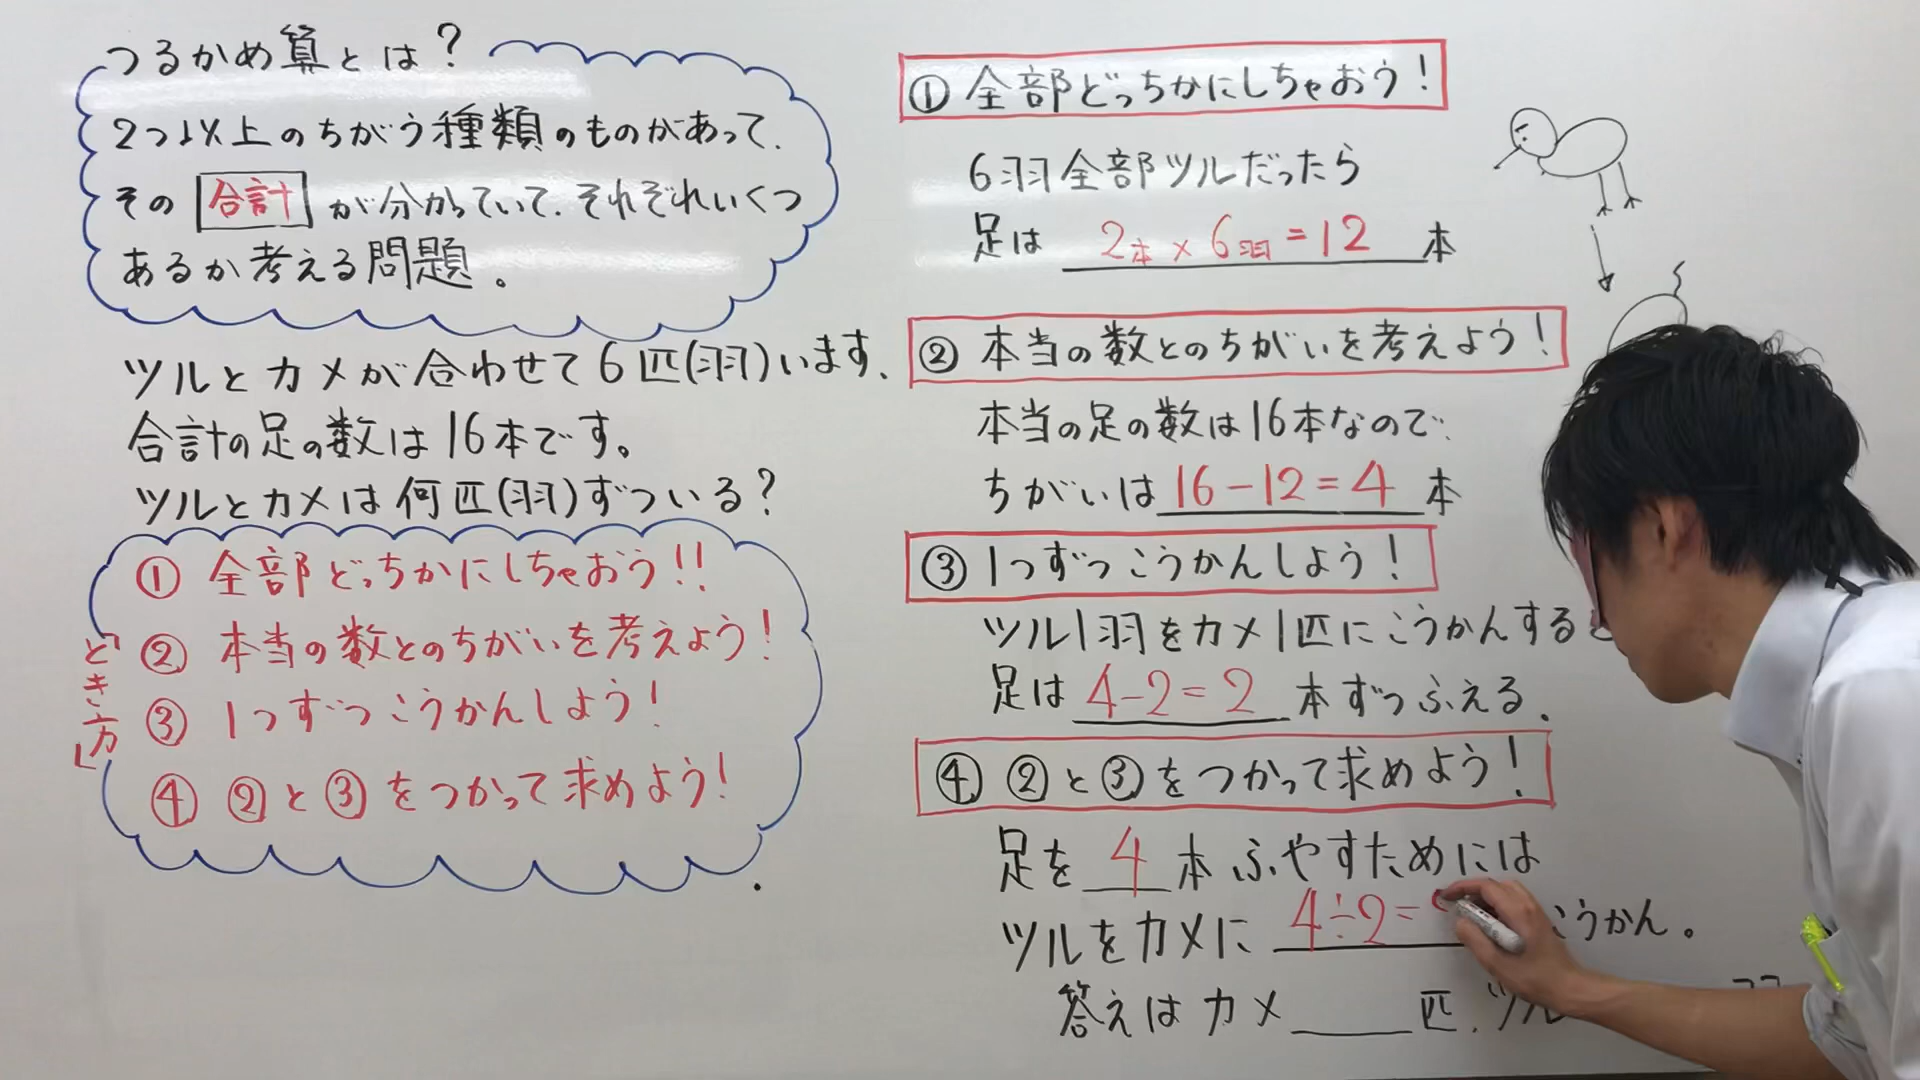 つるかめ算とは?
2つ以上のちがう種類のものがあって、
その 合計 が分かっていて、それぞれいくつ
あるか考える問題。
ツルとカメが合わせて6匹(羽)います、
合計の足の数は16本です。
ツルとカメは何匹(羽)ずついる?
「とき方」
① 全部どっちかにしちゃおう!!
② 本当の数とのちがいを考えよう!
③ 1つずつこうかんしよう!
④ ②と③をつかって求めよう!
① 全部どっちかにしちゃおう!
6羽全部ツルだったら
足は 2本×6羽=12 本
② 本当の数とのちがいを考えよう!
本当の足の数は16本なので、
ちがいは 16-12=4 本
③ 1つずつこうかんしよう!
ツル1羽をカメ1匹にこうかんすると
足は 4-2=2 本ずつふえる、
④ ②と③をつかって求めよう!
足を 4 本ふやすためには
ツルをカメに 4÷2= こうかん。
答えはカメ 匹、ツル